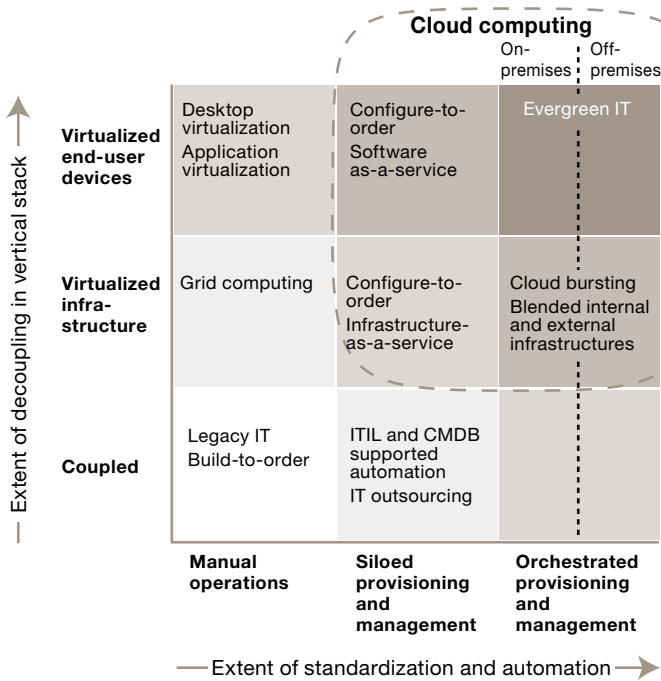 Cloud computing
On-
premises
Off-
premises
Extent of decoupling in vertical stack
Virtualized
end-user
devices
Desktop
virtualization
Application
virtualization
Configure-to-
order
Software
as-a-service
Evergreen IT
Virtualized
infra-
structure
Grid computing
Configure-to-
order
Infrastructure-
as-a-service
Cloud bursting
Blended internal
and external
infrastructures
Coupled
Legacy IT
Build-to-order
ITIL and CMDB
supported
automation
IT outsourcing
Manual
operations
Siloed
provisioning
and
management
Orchestrated
provisioning
and
management
Extent of standardization and automation